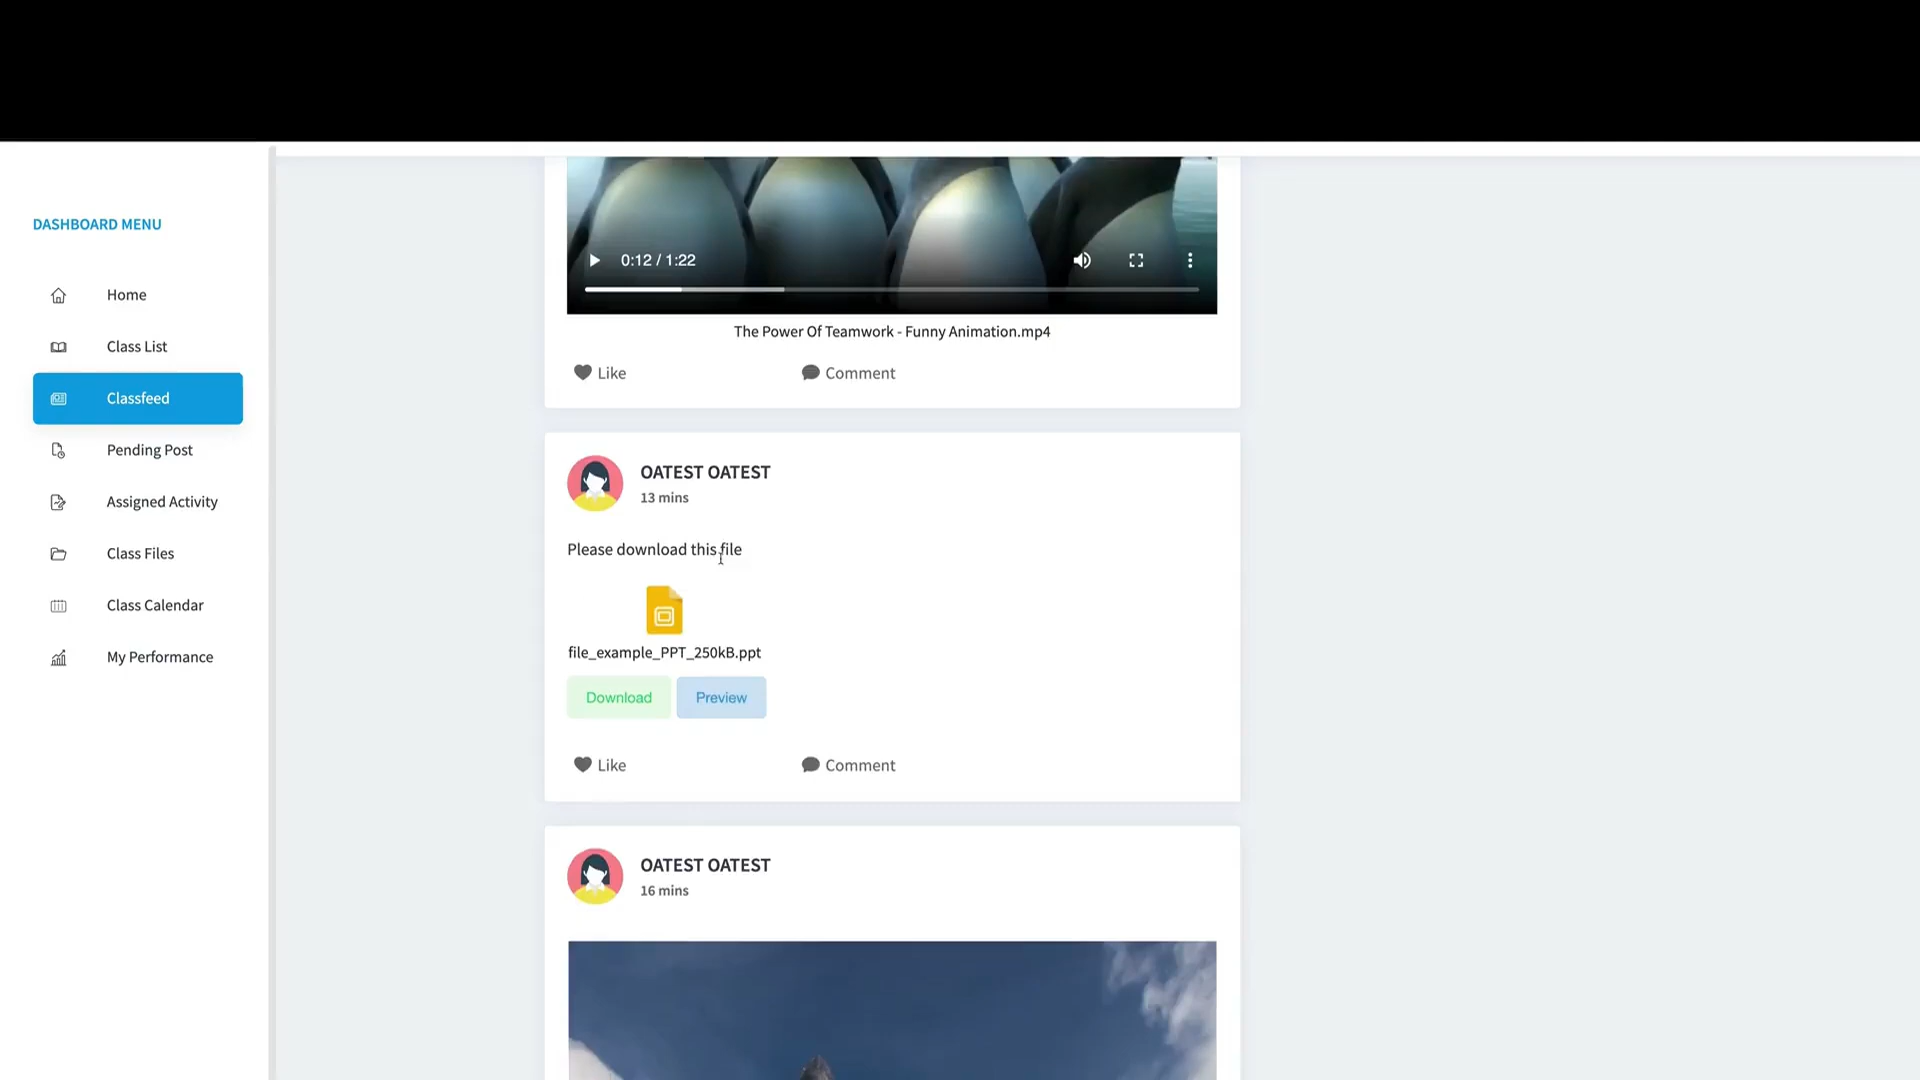 DASHBOARD MENU
Home
Class List
Classfeed
Pending Post
Assigned Activity
Class Files
Class Calendar
My Performance
0:12 / 1:22
The Power Of Teamwork - Funny Animation.mp4
Like
Comment
OATEST OATEST
13 mins
Please download this file
file_example_PPT_250kB.ppt
Download Preview
Like
Comment
OATEST OATEST
16 mins